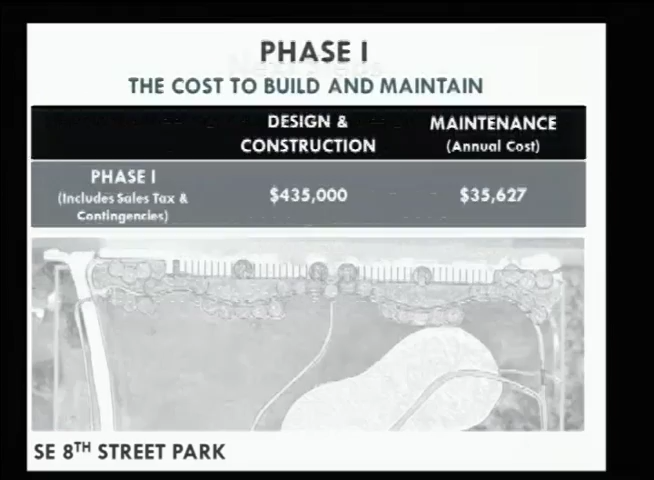 PHASE I
THE COST TO BUILD AND MAINTAIN
DESIGN &
CONSTRUCTION
MAINTENANCE
(Annual Cost)
PHASE I
(Includes Sales Tax &
Contingencies)
$435,000
$35,627
SE 8TH STREET PARK